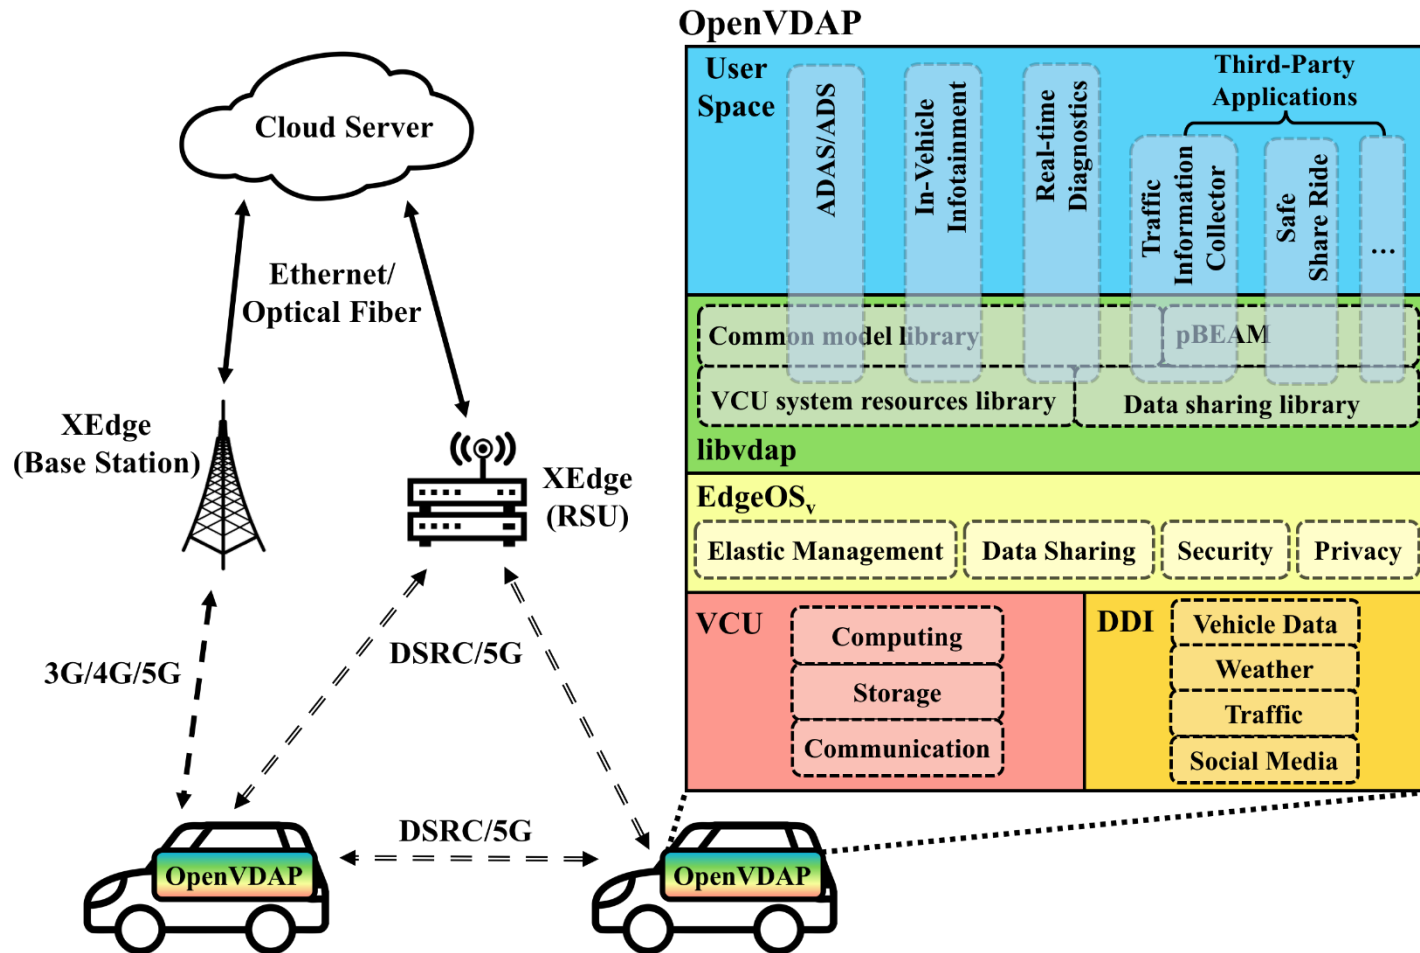 OpenVDAP
Cloud Server
Ethernet/
Optical Fiber
XEdge
(Base Station)
XEdge
(RSU)
3G/4G/5G
DSRC/5G
DSRC/5G
OpenVDAP
OpenVDAP
User
Space
ADAS/ADS
In-Vehicle
Infotainment
Real-time
Diagnostics
Third-Party
Applications
Traffic
Information
Collector
Safe
Share Ride
...
Common model library
pBEAM
VCU system resources library
Data sharing library
libvdap
EdgeOSv
Elastic Management
Data Sharing
Security
Privacy
VCU
Computing
Storage
Communication
DDI
Vehicle Data
Weather
Traffic
Social Media